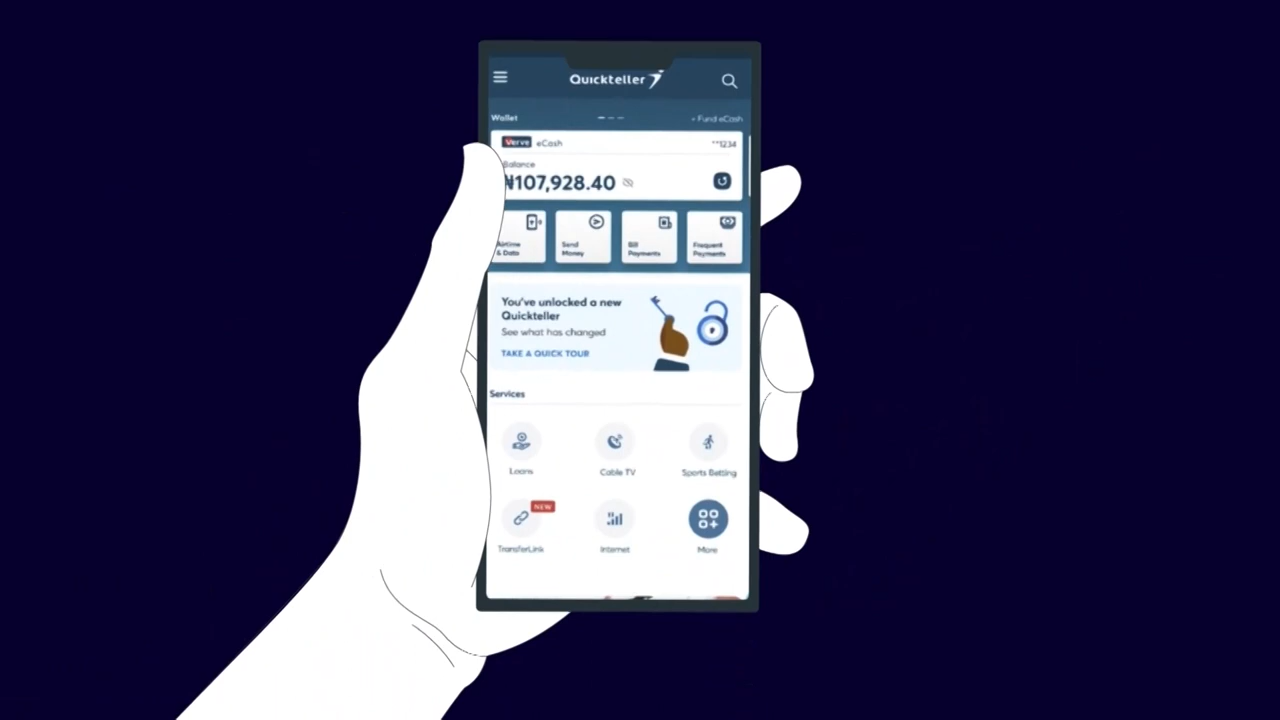 Quickteller
Wallet
+ Fund eCash
Verve eCash
**1234
Balance
₦107,928.40
Airtime
& Data
Send
Money
Bill
Payments
Frequent
Payments
You've unlocked a new
Quickteller
See what has changed
TAKE A QUICK TOUR
Services
Loans
Cable TV
Sports Betting
NEW
TransferLink
Internet
More